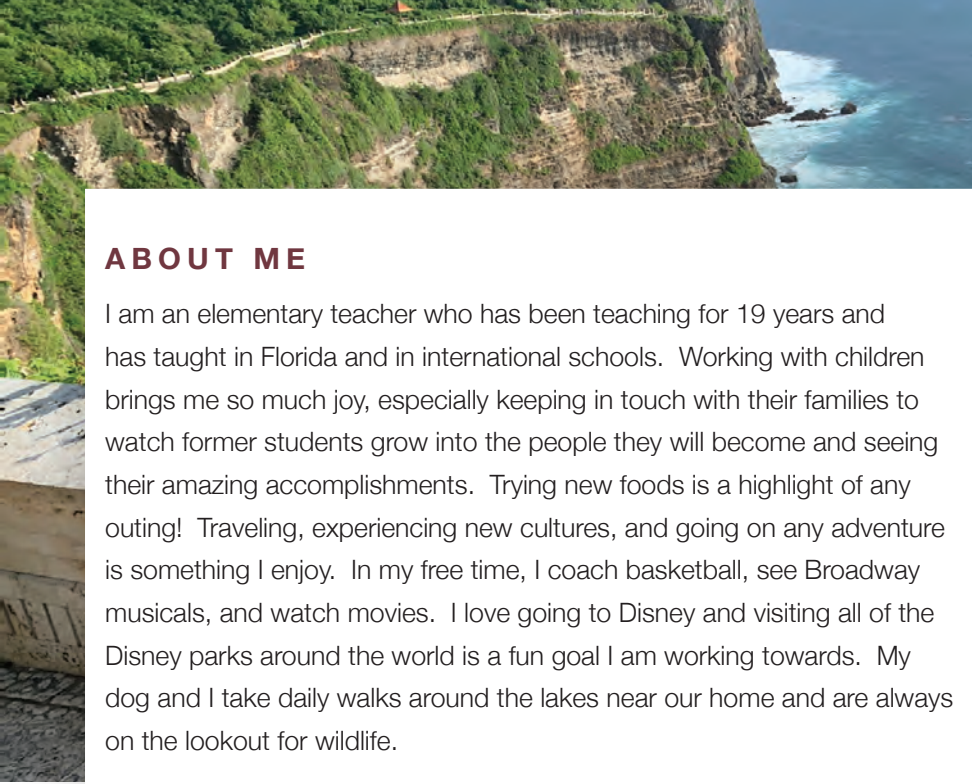 ABOUT ME
I am an elementary teacher who has been teaching for 19 years and
has taught in Florida and in international schools.  Working with children
brings me so much joy, especially keeping in touch with their families to
watch former students grow into the people they will become and seeing
their amazing accomplishments.  Trying new foods is a highlight of any
outing!  Traveling, experiencing new cultures, and going on any adventure
is something I enjoy.  In my free time, I coach basketball, see Broadway
musicals, and watch movies.  I love going to Disney and visiting all of the
Disney parks around the world is a fun goal I am working towards.  My
dog and I take daily walks around the lakes near our home and are always
on the lookout for wildlife.